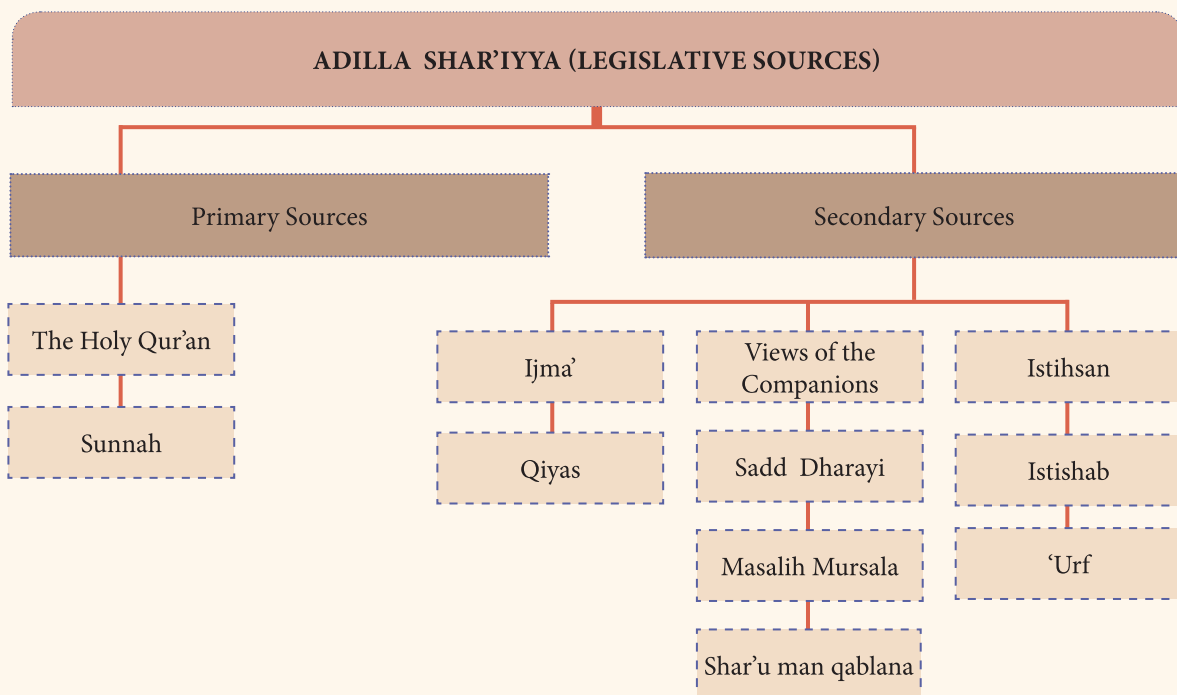 ADILLA SHAR’IYYA (LEGISLATIVE SOURCES)
Primary Sources
Secondary Sources
The Holy Qur’an
Sunnah
Ijma’
Qiyas
Views of the
Companions
Sadd Dharayi
Masalih Mursala
Shar’u man qablana
Istihsan
Istishab
‘Urf